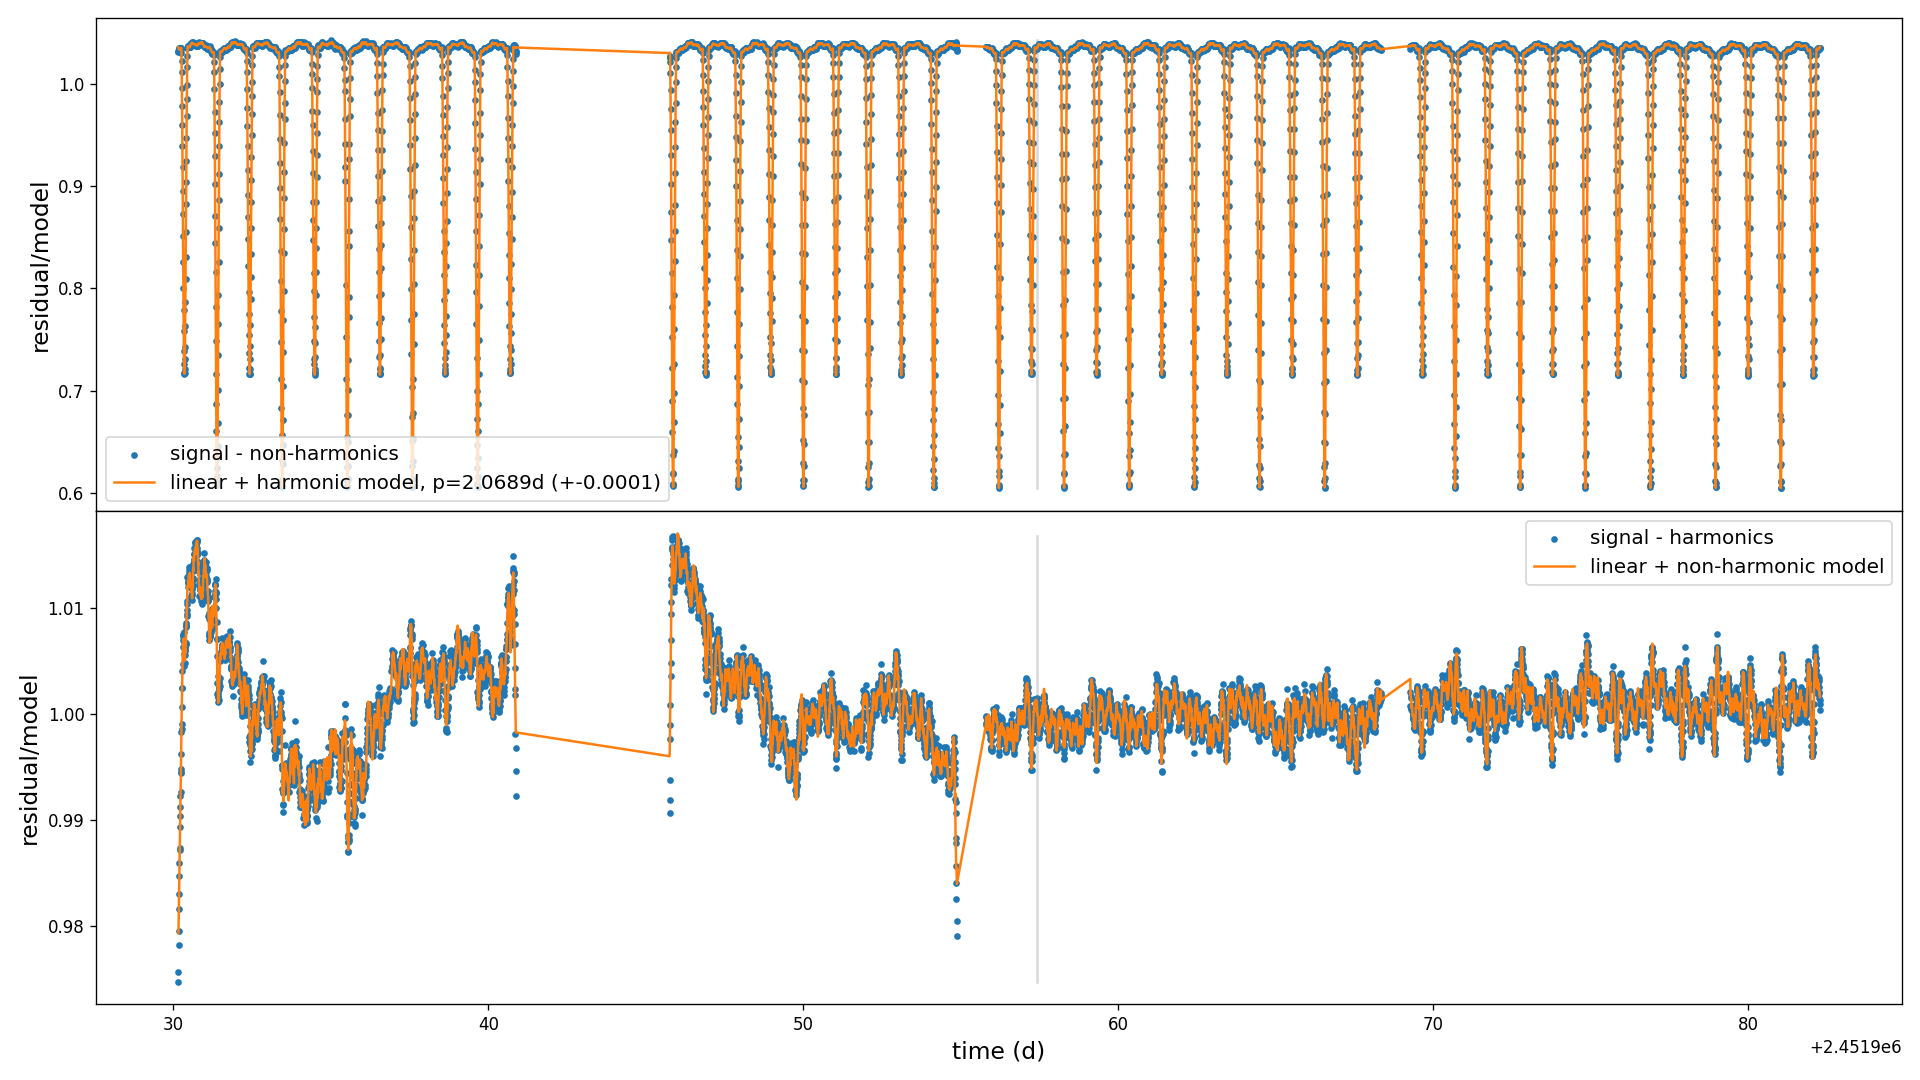 residual/model
1.0
0.9
0.8
0.7
0.6
signal - non-harmonics
linear + harmonic model, p=2.0689d (+-0.0001)
residual/model
1.01
1.00
0.99
0.98
signal - harmonics
linear + non-harmonic model
30 40 50 60 70 80
time (d)
+2.4519e6